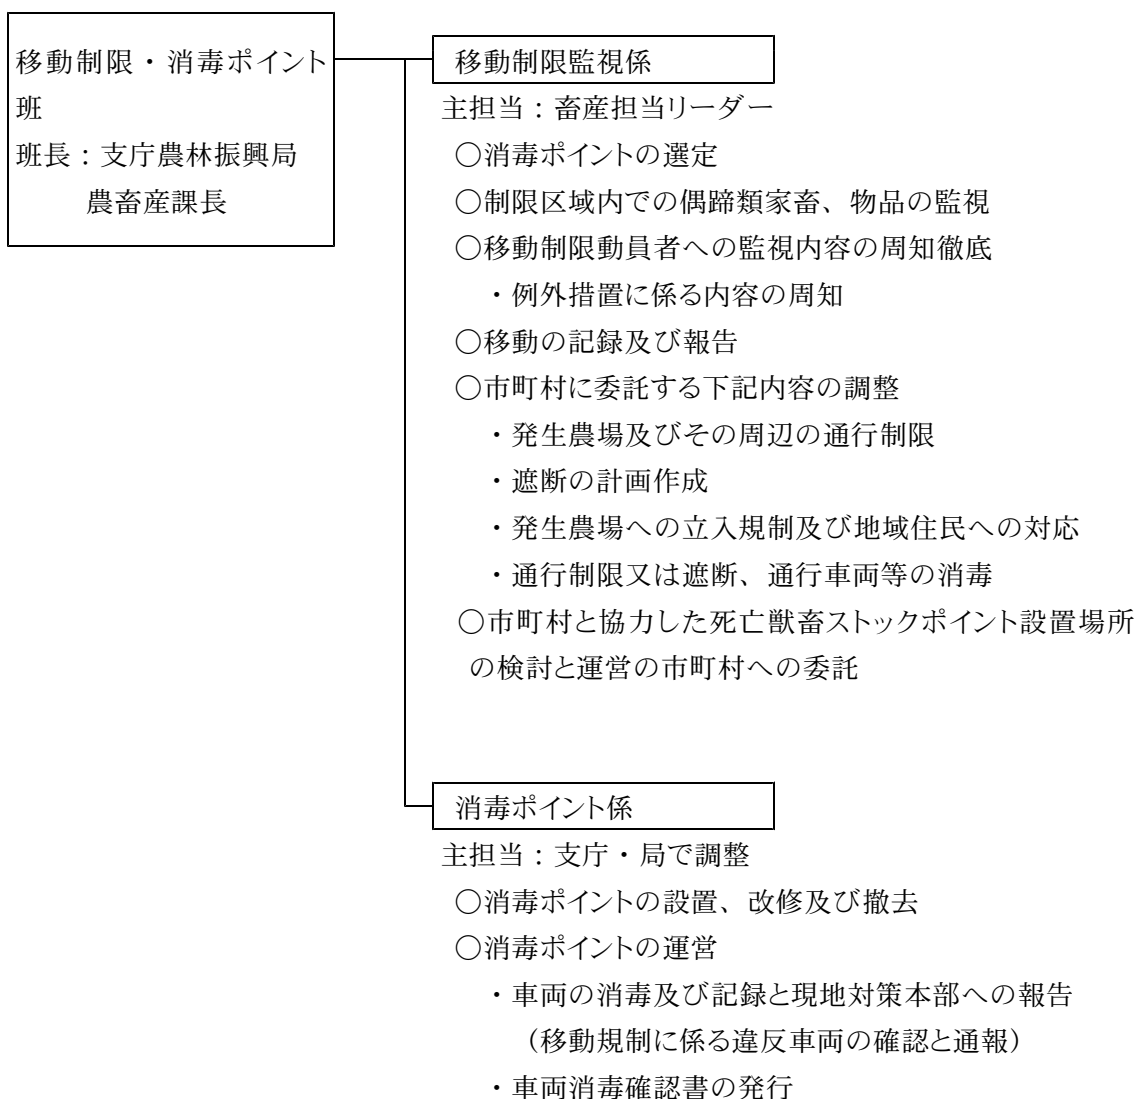 移動制限・消毒ポイント
班
班長：支庁農林振興局
農畜産課長
移動制限監視係
主担当：畜産担当リーダー
○消毒ポイントの選定
○制限区域内での偶蹄類家畜、物品の監視
○移動制限動員者への監視内容の周知徹底
・例外措置に係る内容の周知
○移動の記録及び報告
○市町村に委託する下記内容の調整
・発生農場及びその周辺の通行制限
・遮断の計画作成
・発生農場への立入規制及び地域住民への対応
・通行制限又は遮断、通行車両等の消毒
○市町村と協力した死亡獣畜ストックポイント設置場所
の検討と運営の市町村への委託
消毒ポイント係
主担当：支庁・局で調整
○消毒ポイントの設置、改修及び撤去
○消毒ポイントの運営
・車両の消毒及び記録と現地対策本部への報告
（移動規制に係る違反車両の確認と通報）
・車両消毒確認書の発行